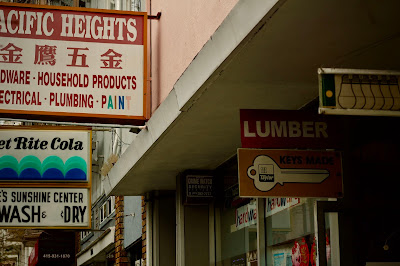 ACIFIC HEIGHTS
金鷹五金
DWARE · HOUSEHOLD PRODUCTS
ECTRICAL · PLUMBING · PAINT
et Rite Cola
E'S SUNSHINE CENTER
WASH & DRY
LUMBER
KEYS MADE
Taylor